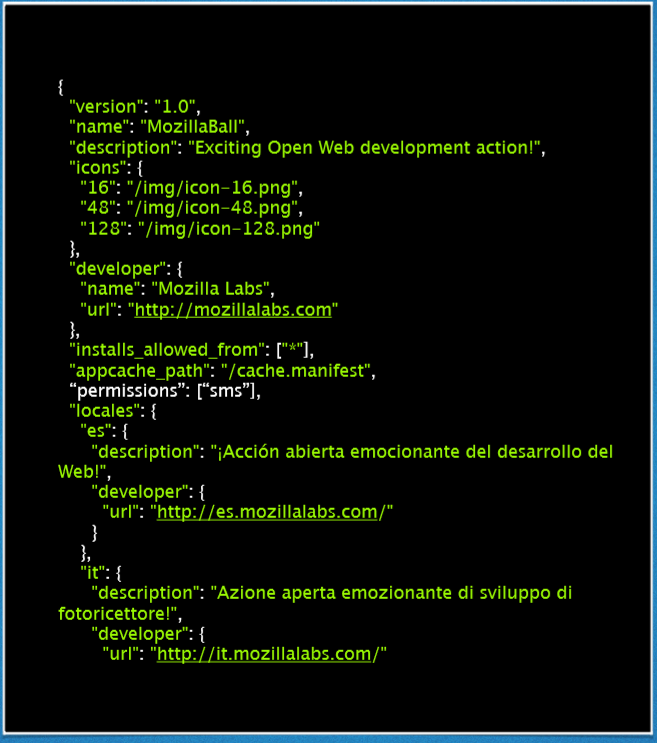 {
"version": "1.0",
"name": "MozillaBall",
"description": "Exciting Open Web development action!",
"icons": {
"16": "/img/icon-16.png",
"48": "/img/icon-48.png",
"128": "/img/icon-128.png"
},
"developer": {
"name": "Mozilla Labs",
"url": "http://mozillalabs.com"
},
"installs_allowed_from": ["*"],
"appcache_path": "/cache.manifest",
“permissions”: [“sms”],
"locales": {
"es": {
"description": "¡Acción abierta emocionante del desarrollo del
Web!",
"developer": {
"url": "http://es.mozillalabs.com/"
}
},
"it": {
"description": "Azione aperta emozionante di sviluppo di
fotoricettore!",
"developer": {
"url": "http://it.mozillalabs.com/"